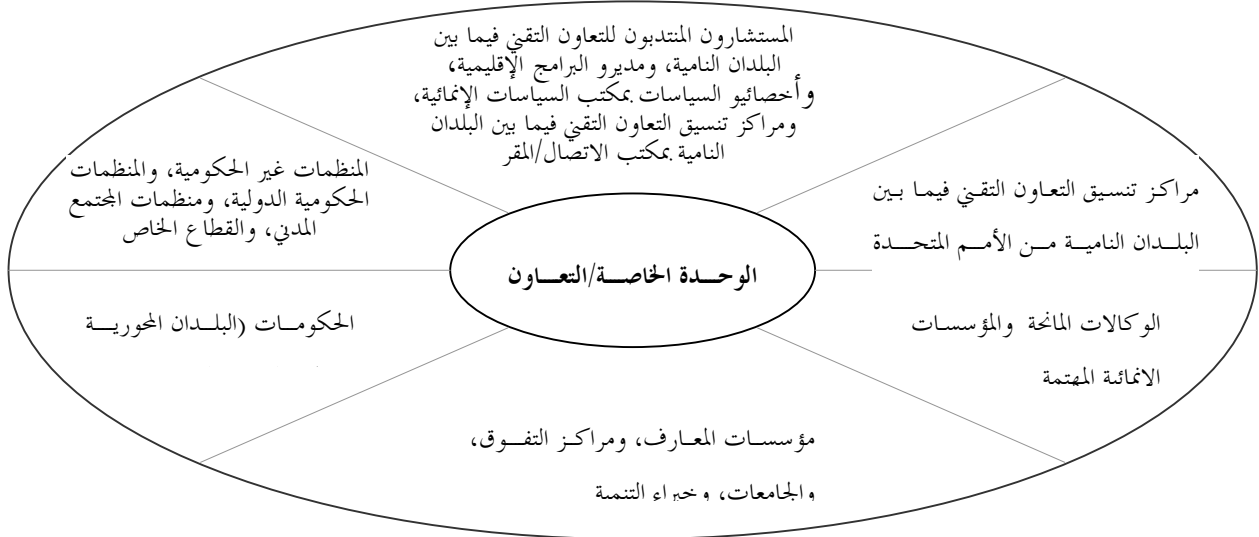 المستشارون المنتدبون للتعاون التقني فيما بين
البلدان النامية، ومديرو البرامج الإقليمية،
وأخصائيو السياسات بمكتب السياسات الإنمائية،
ومراكز تنسيق التعاون التقني فيما بين البلدان
النامية بمكتب الاتصال/المقر
مراكز تنسيق التعاون التقني فيما بين
البلدان النامية من الأمم المتحدة
المنظمات غير الحكومية، والمنظمات
الحكومية الدولية، ومنظمات المجتمع
المدني، والقطاع الخاص
الوحدة الخاصة/التعاون
الوكالات المانحة والمؤسسات
الانمائية المهتمة
الحكومات (البلدان المحورية
مؤسسات المعارف، ومراكز التفوق،
والجامعات، وخبراء التنمية